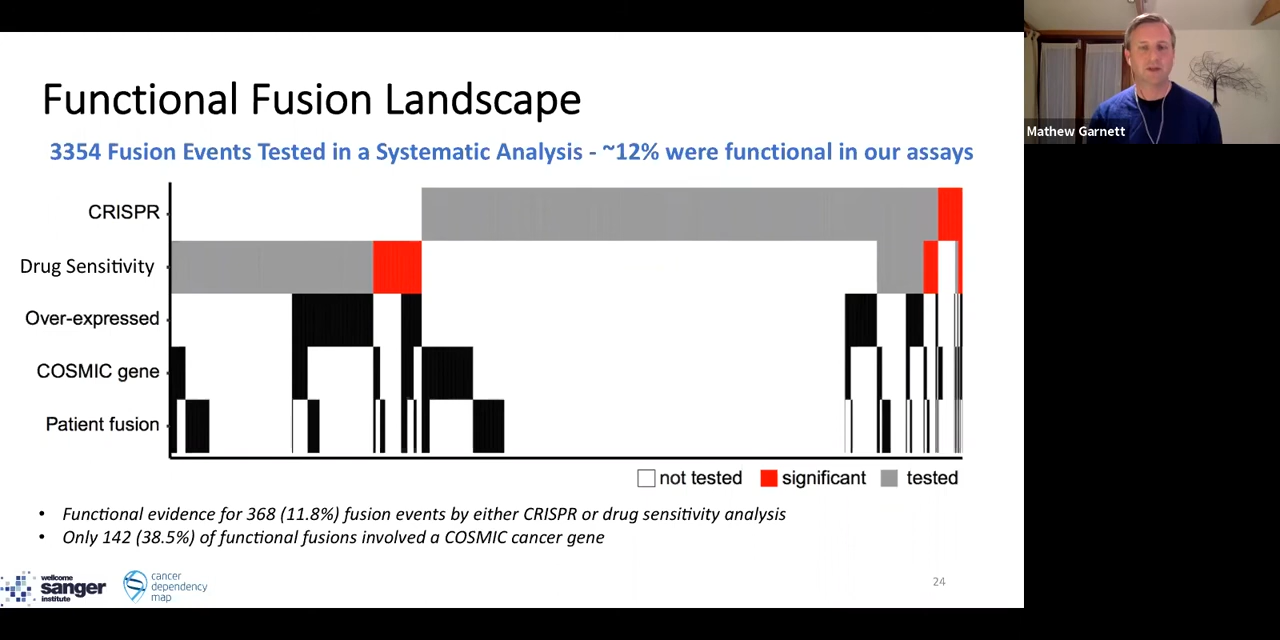 Functional Fusion Landscape
3354 Fusion Events Tested in a Systematic Analysis - ~12% were functional in our assays
CRISPR
Drug Sensitivity
Over-expressed
COSMIC gene
Patient fusion
not tested
significant
tested
• Functional evidence for 368 (11.8%) fusion events by either CRISPR or drug sensitivity analysis
• Only 142 (38.5%) of functional fusions involved a COSMIC cancer gene
wellcome
sanger
institute
cancer
dependency
map
24
Mathew Garnett